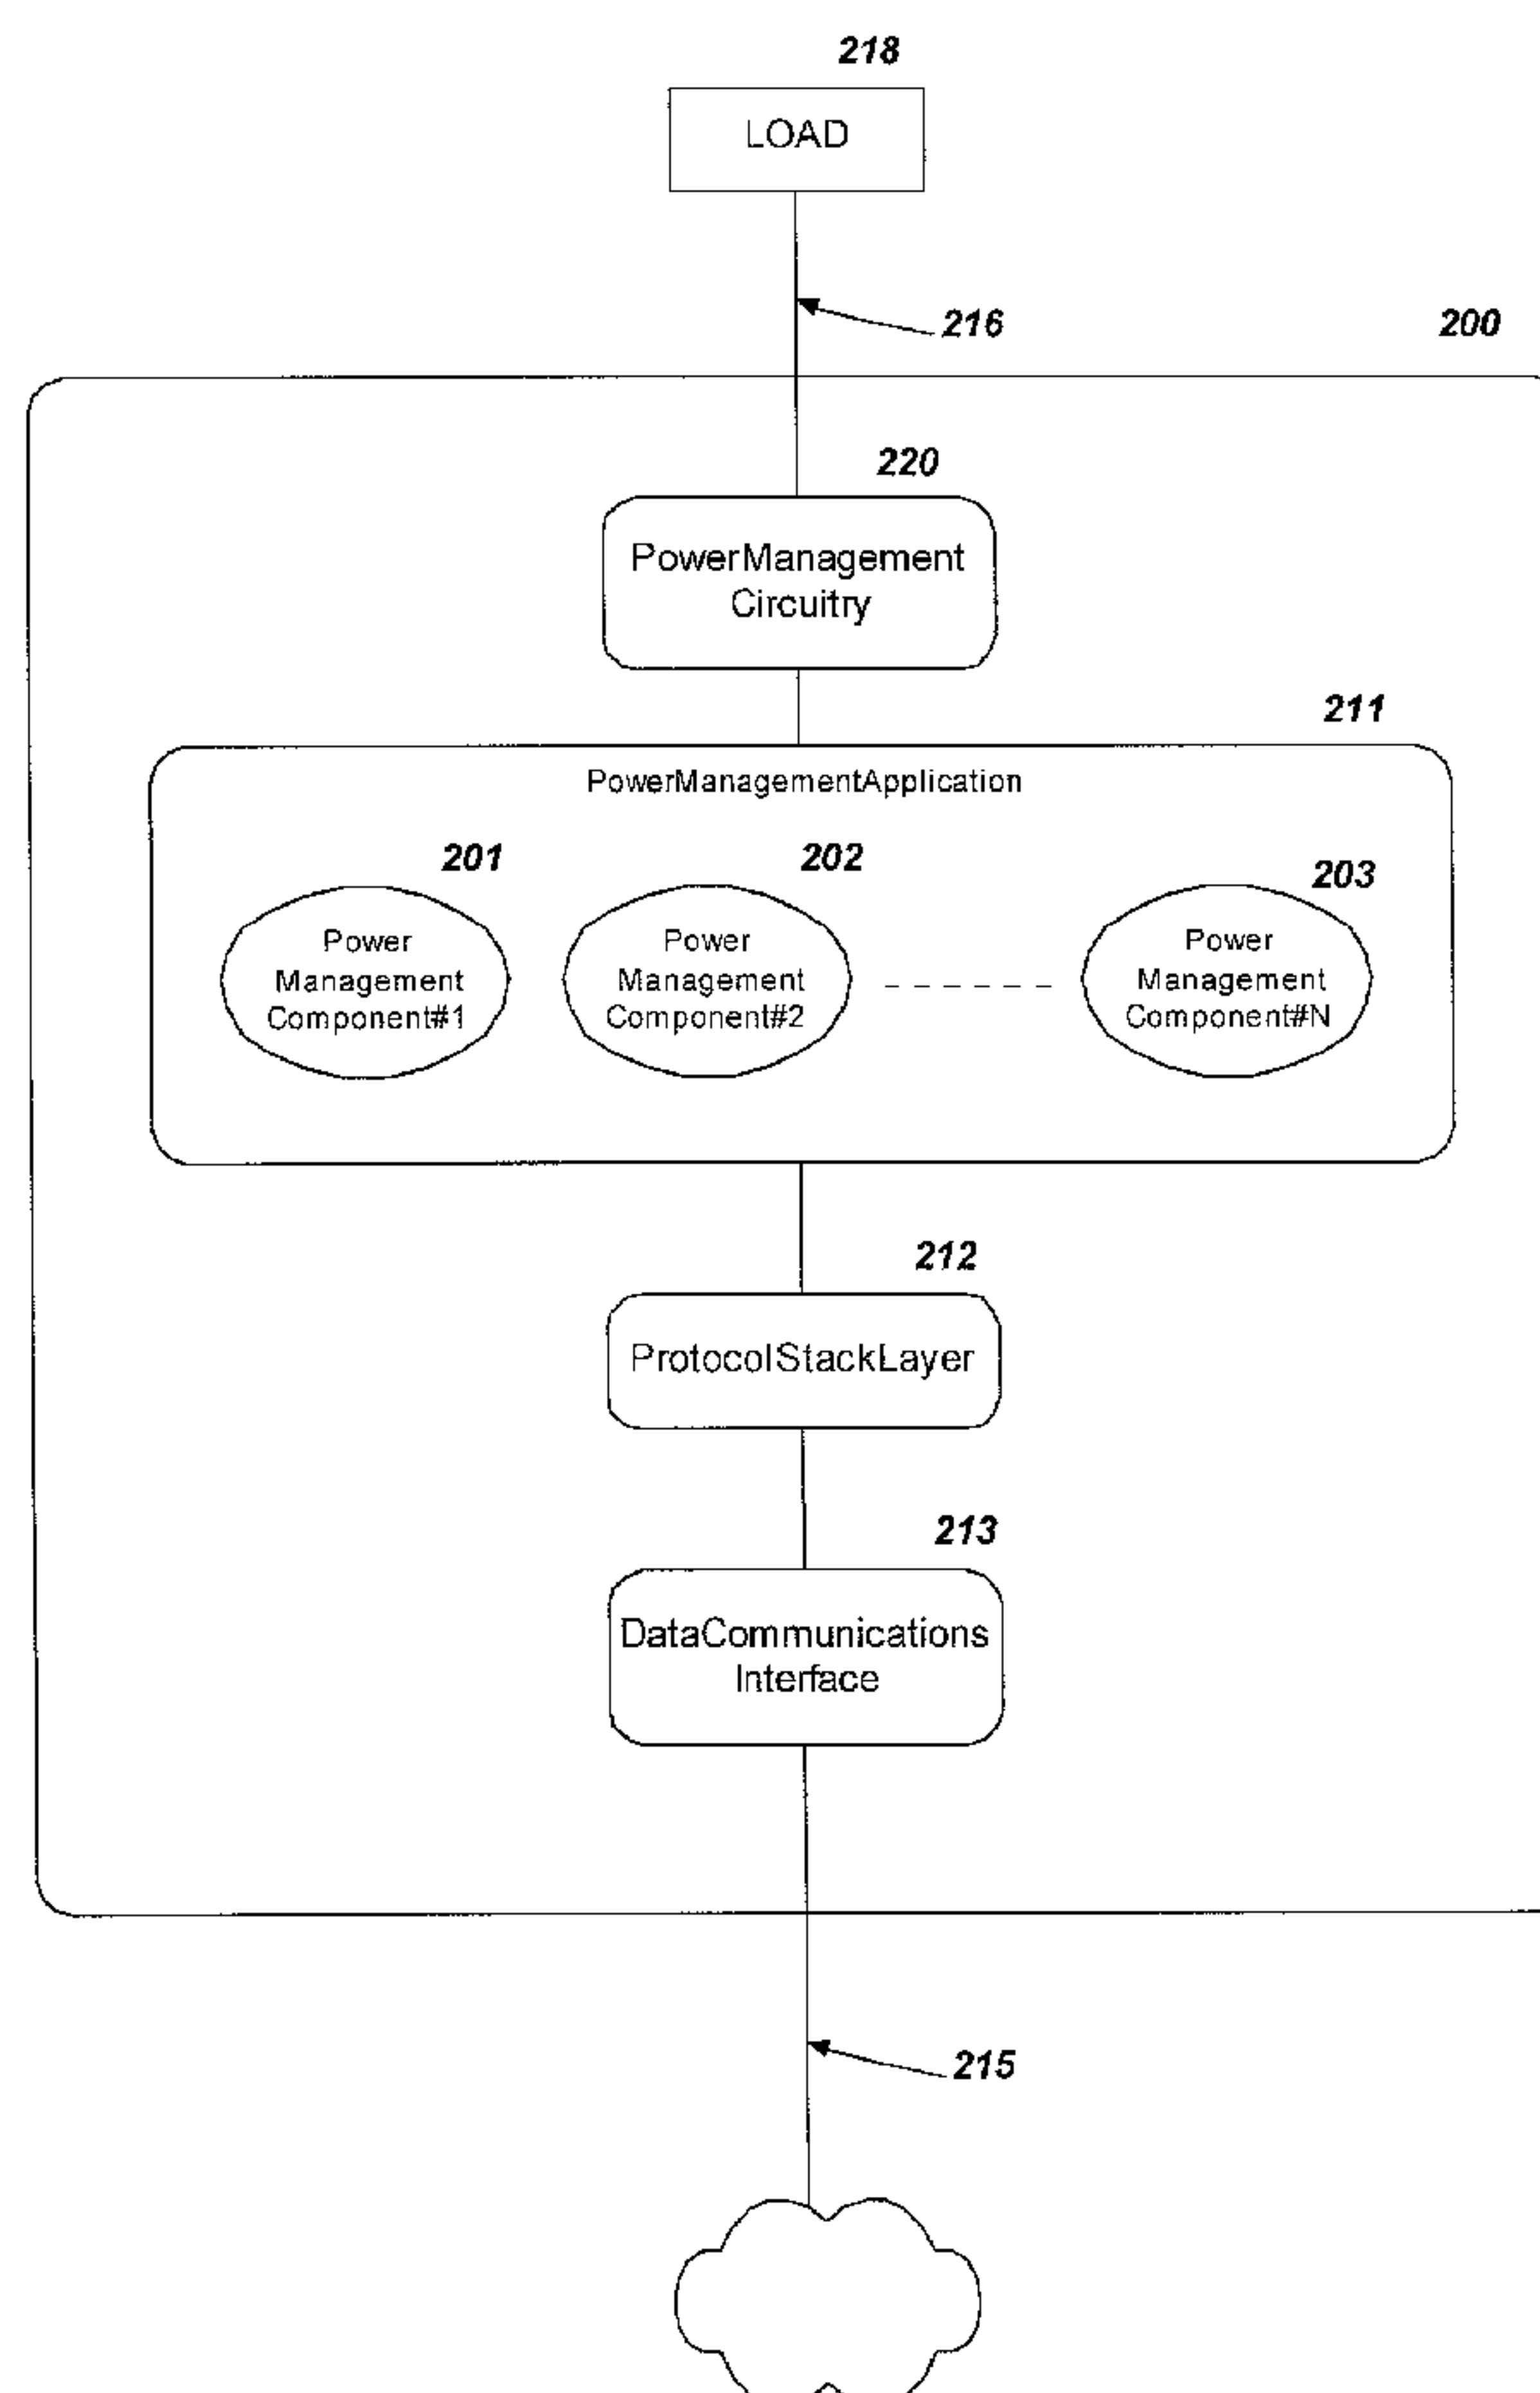 218
LOAD
216
200
220
PowerManagement
Circuitry
211
PowerManagementApplication
201
202
203
Power
Management
Component#1
Power
Management
Component#2
Power
Management
Component#N
212
ProtocolStackLayer
213
DataCommunications
Interface
215